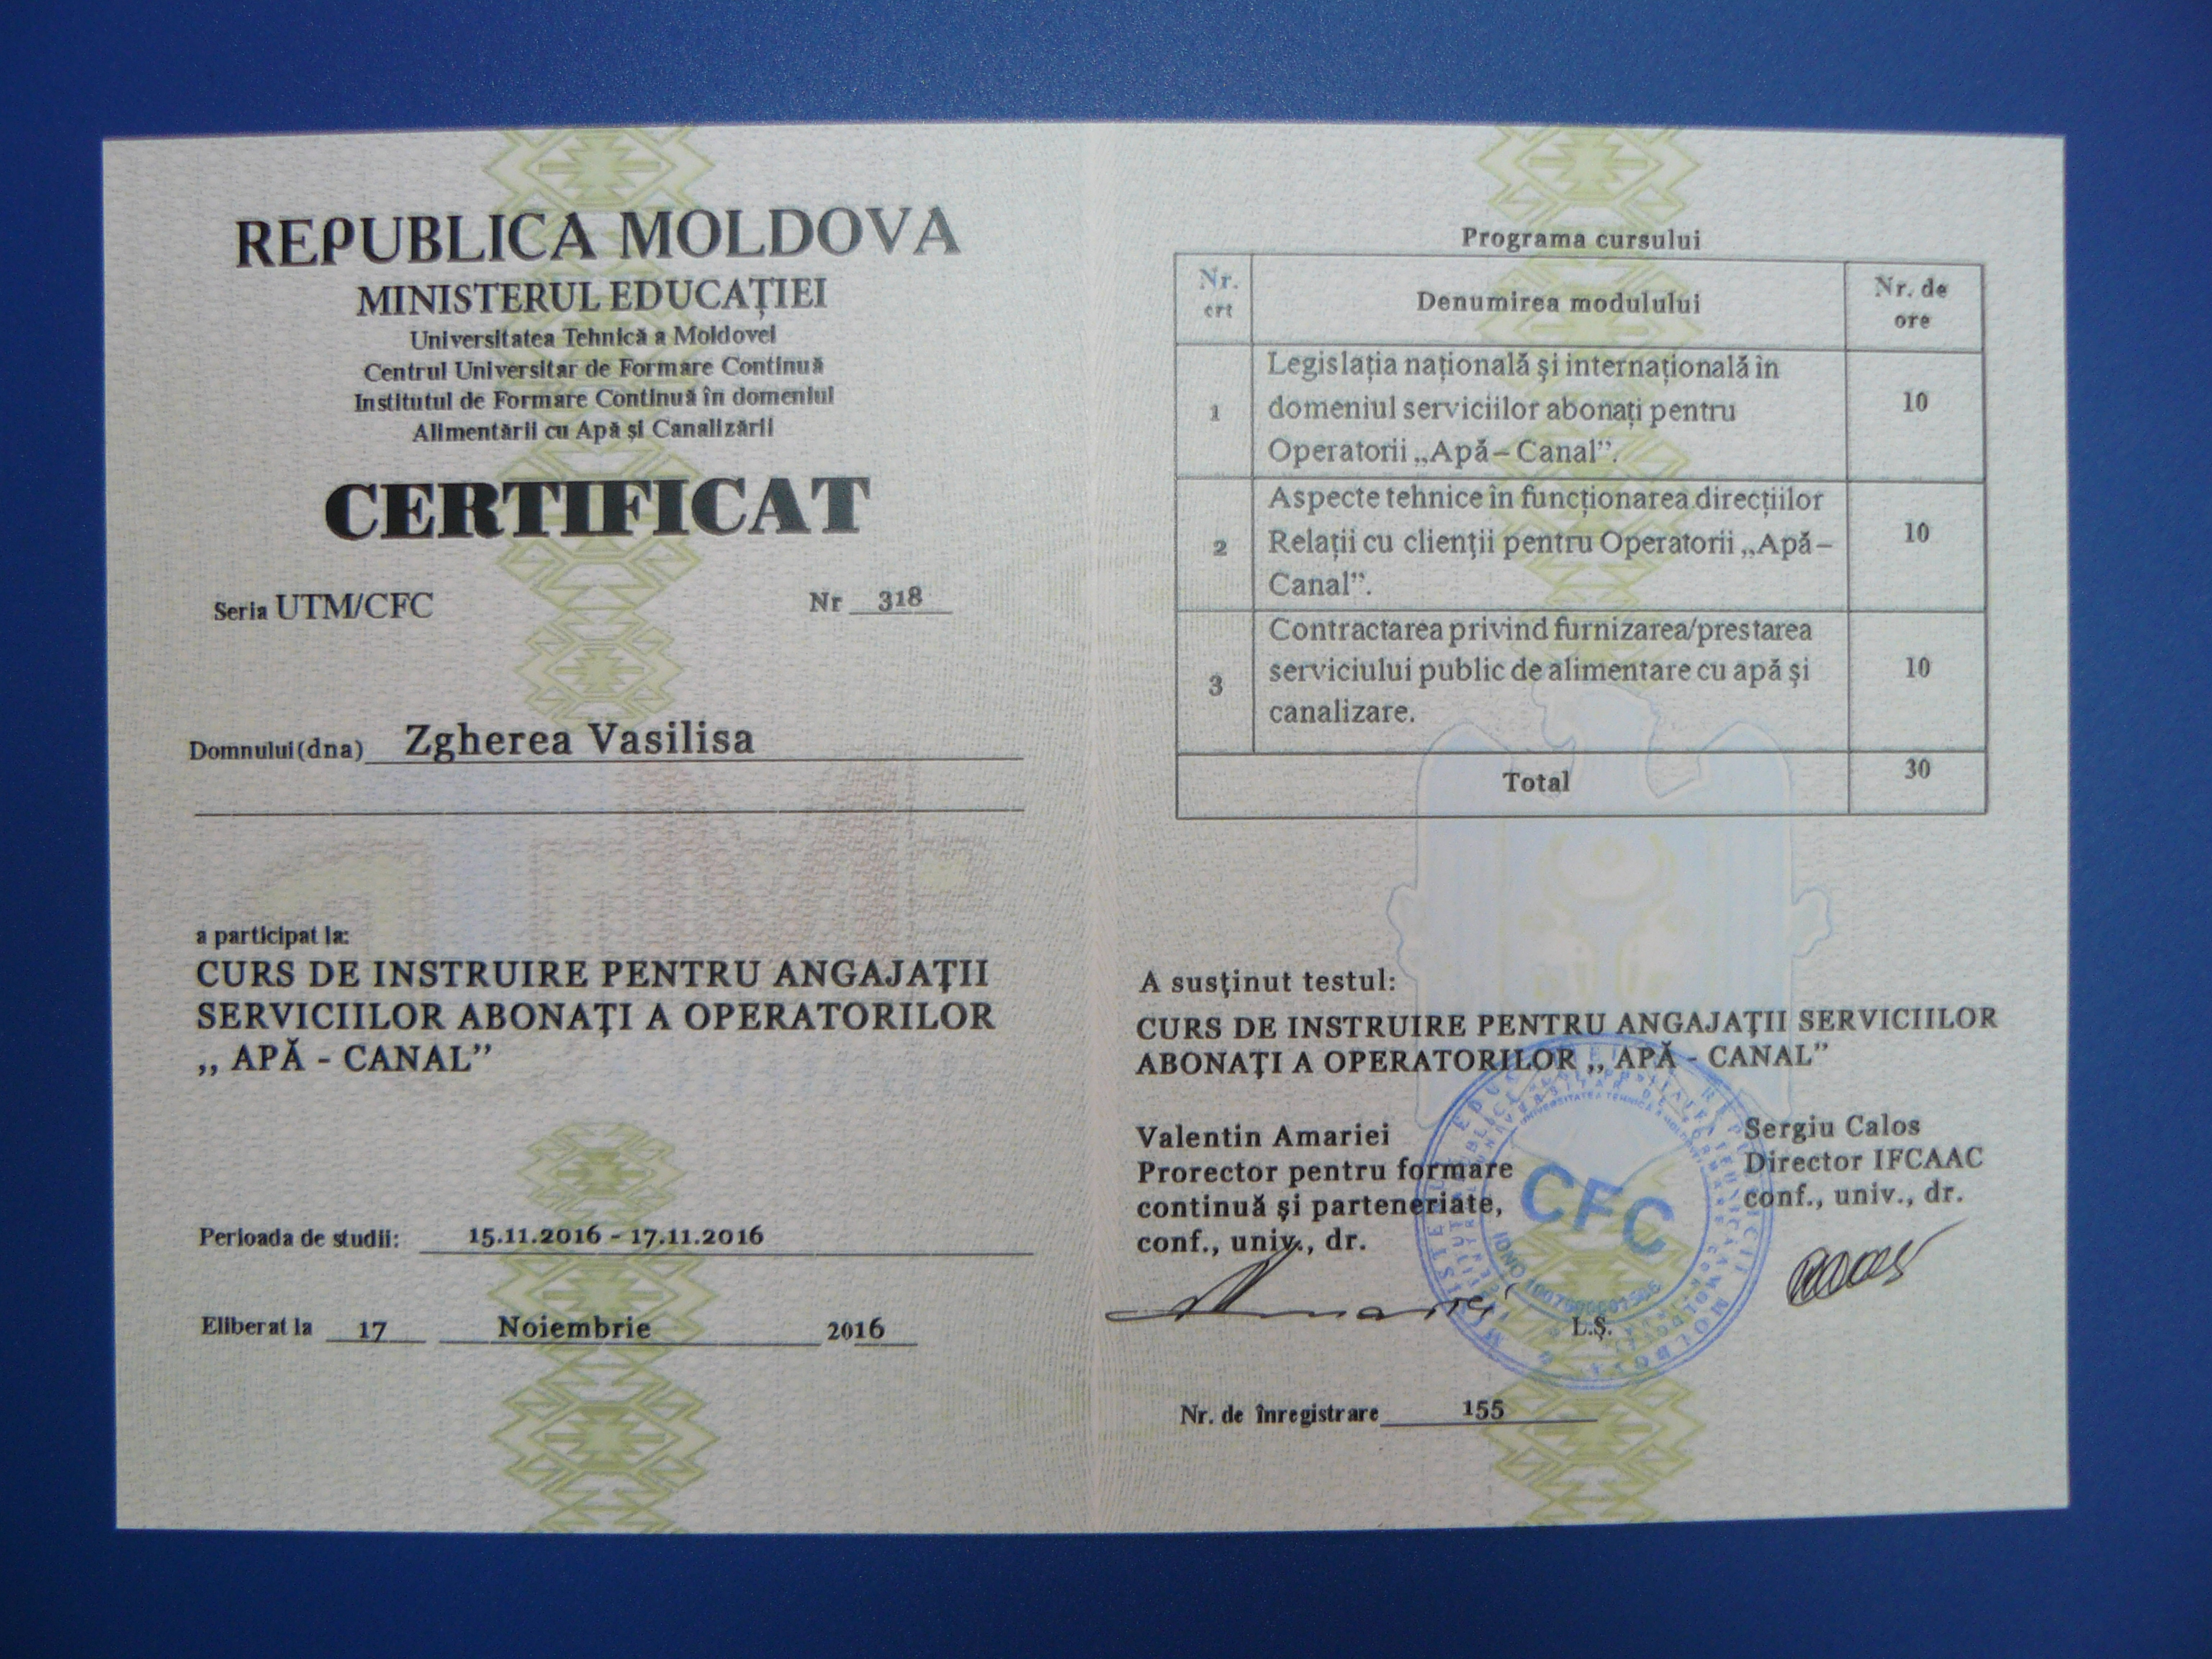 REPUBLICA MOLDOVA
MINISTERUL EDUCAȚIEI
Universitatea Tehnică a Moldovei
Centrul Universitar de Formare Continuă
Institutul de Formare Continuă în domeniul
Alimentării cu Apă și Canalizării
CERTIFICAT
Seria UTM/CFC Nr 318
Domnului(dna) Zgherea Vasilisa
a participat la:
CURS DE INSTRUIRE PENTRU ANGAJAȚII
SERVICIILOR ABONAȚI A OPERATORILOR
,, APĂ - CANAL”
Perioada de studii: 15.11.2016 - 17.11.2016
Eliberat la 17 Noiembrie 2016
Programa cursului
Nr. crt
Denumirea modulului
Nr. de ore
1
Legislația națională și internațională în
domeniul serviciilor abonați pentru
Operatorii „Apă – Canal”.
10
2
Aspecte tehnice în funcționarea direcțiilor
Relații cu clienții pentru Operatorii „Apă –
Canal”.
10
3
Contractarea privind furnizarea/prestarea
serviciului public de alimentare cu apă și
canalizare.
10
Total 30
A susținut testul:
CURS DE INSTRUIRE PENTRU ANGAJAȚII SERVICIILOR
ABONAȚI A OPERATORILOR ,, APĂ - CANAL”
Valentin Amariei
Prorector pentru formare
continuă și parteneriate,
conf., univ., dr.
Sergiu Calos
Director IFCAAC
conf., univ., dr.
CFC
L.Ș.
Nr. de înregistrare 155